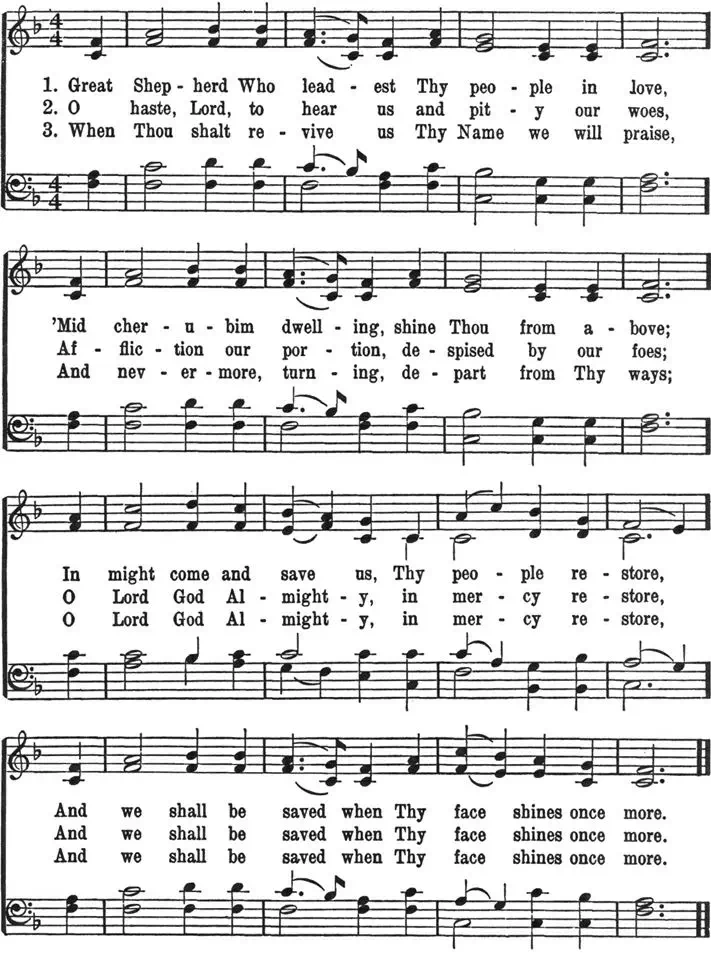 4 4
1. Great Shep - herd Who lead - est Thy peo - ple in love,
2. O haste, Lord, to hear us and pit - y our woes,
3. When Thou shalt re - vive us Thy Name we will praise,
4 4
'Mid cher - u - bim dwell - ing, shine Thou from a - bove;
Af - flic - tion our por - tion, de - spised by our foes;
And nev - er - more, turn - ing, de - part from Thy ways;
In might come and save us, Thy peo - ple re - store,
O Lord God Al - might - y, in mer - cy re - store,
O Lord God Al - might - y, in mer - cy re - store,
And we shall be saved when Thy face shines once more.
And we shall be saved when Thy face shines once more.
And we shall be saved when Thy face shines once more.